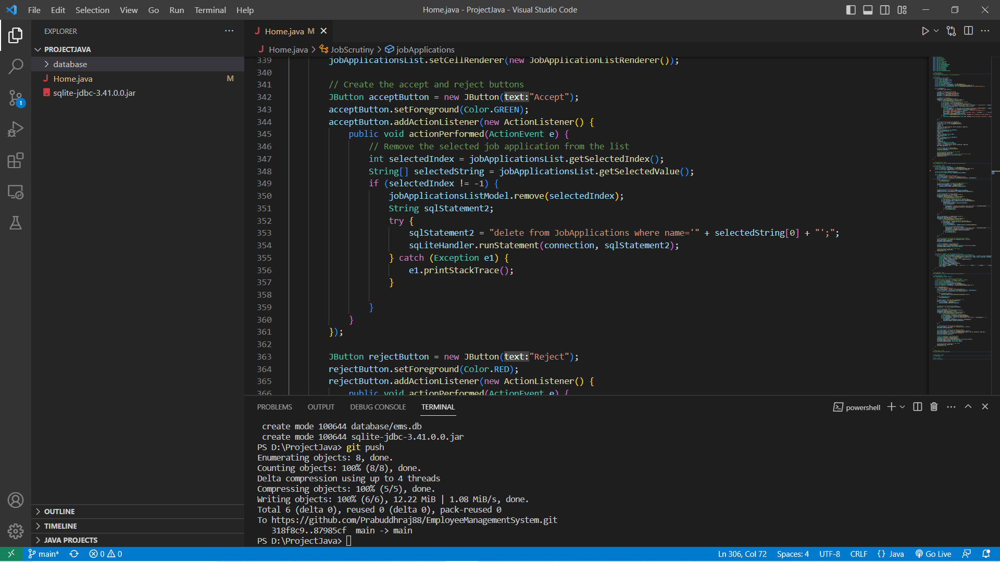 File Edit Selection View Go Run Terminal Help
Home.java - ProjectJava - Visual Studio Code
EXPLORER
PROJECTJAVA
database
Home.java M
sqlite-jdbc-3.41.0.0.jar
1
OUTLINE
TIMELINE
JAVA PROJECTS
J Home.java M
J Home.java > JobScrutiny > jobApplications
339 jobApplicationsList.setCellRenderer(new JobApplicationListRenderer());
340
341 // Create the accept and reject buttons
342 JButton acceptButton = new JButton(text:"Accept");
343 acceptButton.setForeground(Color.GREEN);
344 acceptButton.addActionListener(new ActionListener() {
345 public void actionPerformed(ActionEvent e) {
346 // Remove the selected job application from the list
347 int selectedIndex = jobApplicationsList.getSelectedIndex();
348 String[] selectedString = jobApplicationsList.getSelectedValue();
349 if (selectedIndex != -1) {
350 jobApplicationsListModel.remove(selectedIndex);
351 String sqlStatement2;
352 try {
353 sqlStatement2 = "delete from JobApplications where name='" + selectedString[0] + "';";
354 sqLiteHandler.runStatement(connection, sqlStatement2);
355 } catch (Exception e1) {
356 e1.printStackTrace();
357 }
358
359 }
360 }
361 });
362
363 JButton rejectButton = new JButton(text:"Reject");
364 rejectButton.setForeground(Color.RED);
365 rejectButton.addActionListener(new ActionListener() {
366 public void actionPerformed(ActionEvent e) {
PROBLEMS OUTPUT DEBUG CONSOLE TERMINAL
powershell
create mode 100644 database/ems.db
create mode 100644 sqlite-jdbc-3.41.0.0.jar
PS D:\ProjectJava> git push
Enumerating objects: 8, done.
Counting objects: 100% (8/8), done.
Delta compression using up to 4 threads
Compressing objects: 100% (5/5), done.
Writing objects: 100% (6/6), 12.22 MiB | 1.08 MiB/s, done.
Total 6 (delta 0), reused 0 (delta 0), pack-reused 0
To https://github.com/Prabuddhraj88/EmployeeManagementSystem.git
318f8c9..87985cf main -> main
PS D:\ProjectJava>
main* 0 0
Ln 306, Col 72 Spaces: 4 UTF-8 CRLF {} Java Go Live